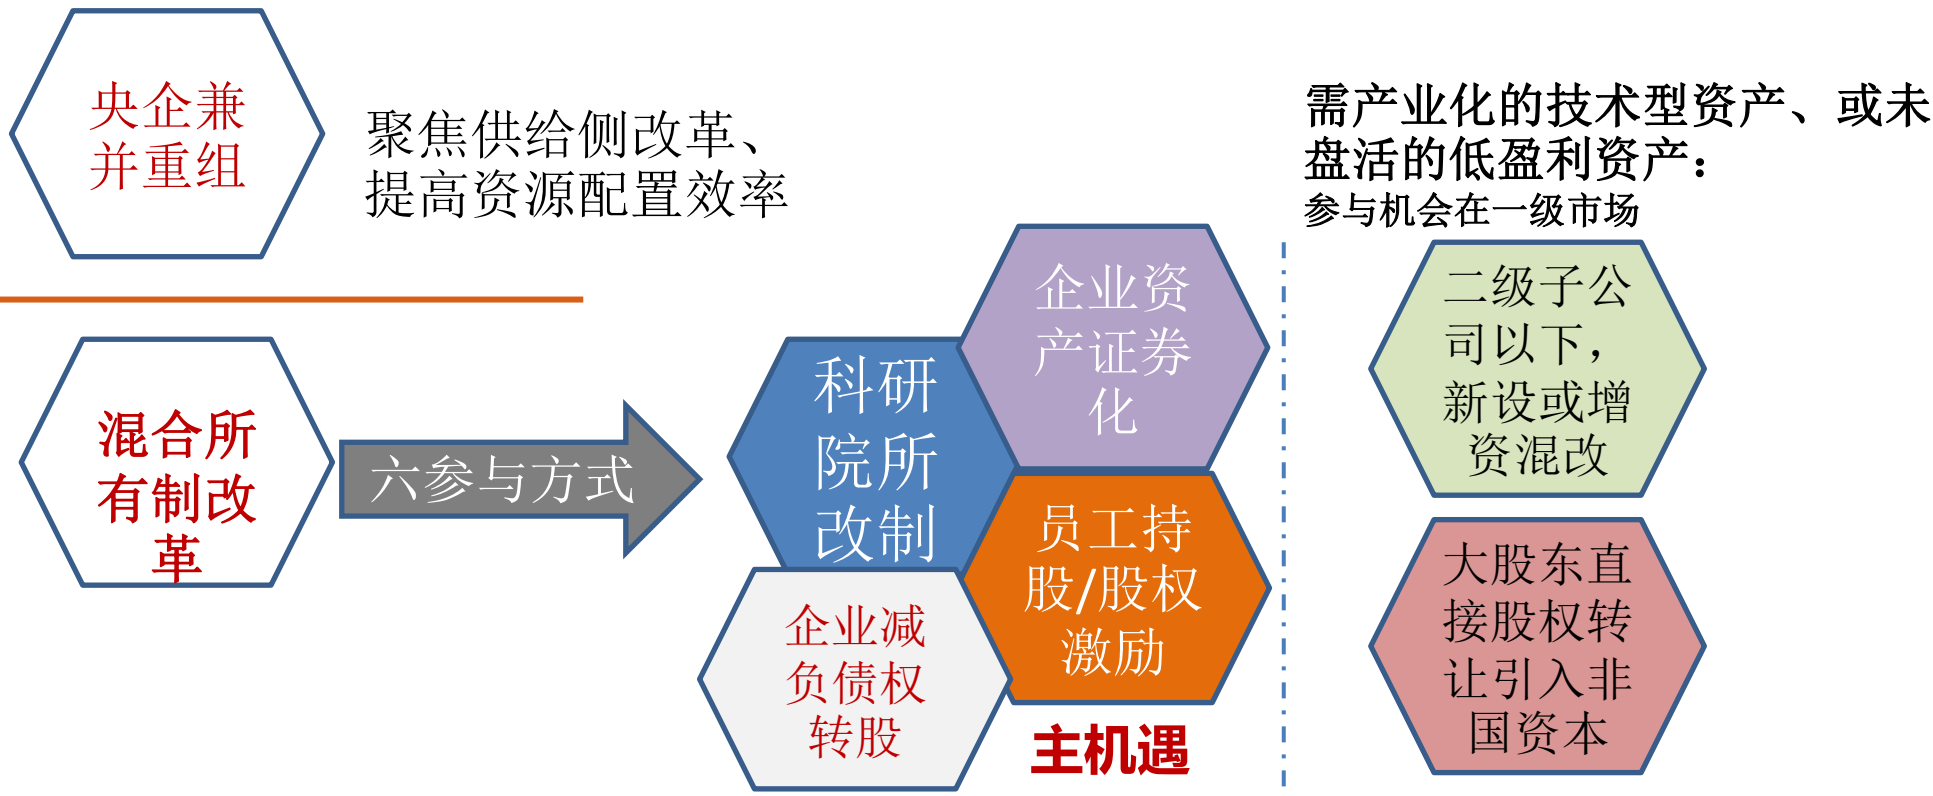 央企兼
并重组
聚焦供给侧改革、
提高资源配置效率
混合所
有制改
革
六参与方式
科研
院所
改制
企业资
产证券
化
员工持
股/股权
激励
企业减
负债权
转股
主机遇
需产业化的技术型资产、或未
盘活的低盈利资产：
参与机会在一级市场
二级子公
司以下，
新设或增
资混改
大股东直
接股权转
让引入非
国资本